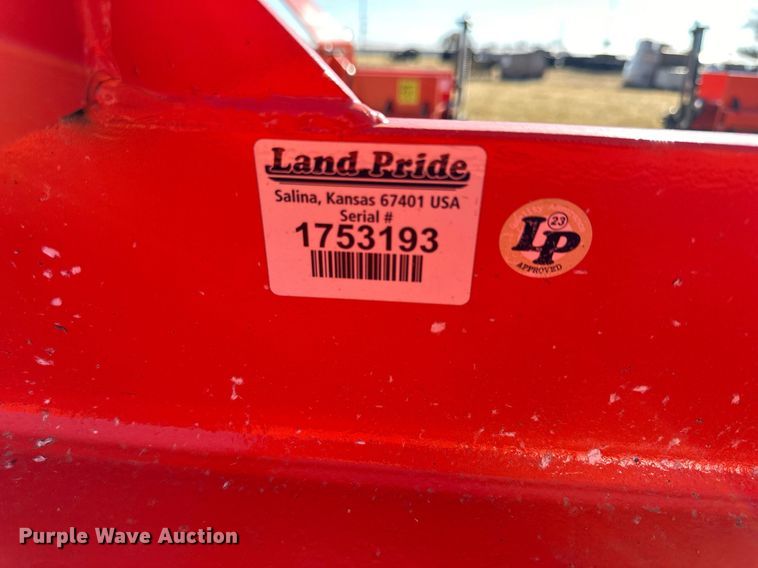 Land Pride
Salina, Kansas 67401 USA
Serial #
1753193
23
LP
APPROVED
Purple Wave Auction